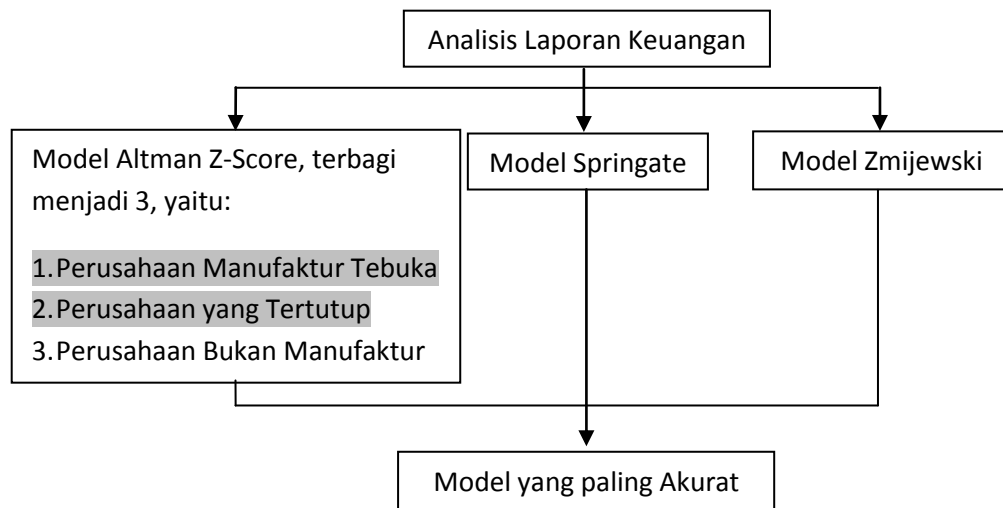 Analisis Laporan Keuangan
Model Altman Z-Score, terbagi
menjadi 3, yaitu:
1.Perusahaan Manufaktur Tebuka
2.Perusahaan yang Tertutup
3.Perusahaan Bukan Manufaktur
Model Springate
Model Zmijewski
Model yang paling Akurat